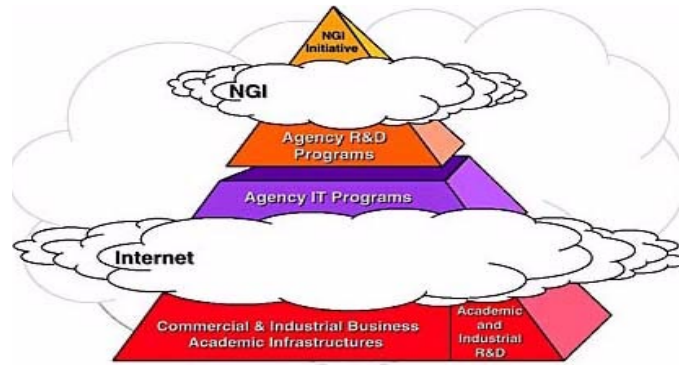 NGI
Initiative
NGI
Agency R&D
Programs
Agency IT Programs
Internet
Commercial & Industrial Business
Academic Infrastructures
Academic
and
Industrial
R&D